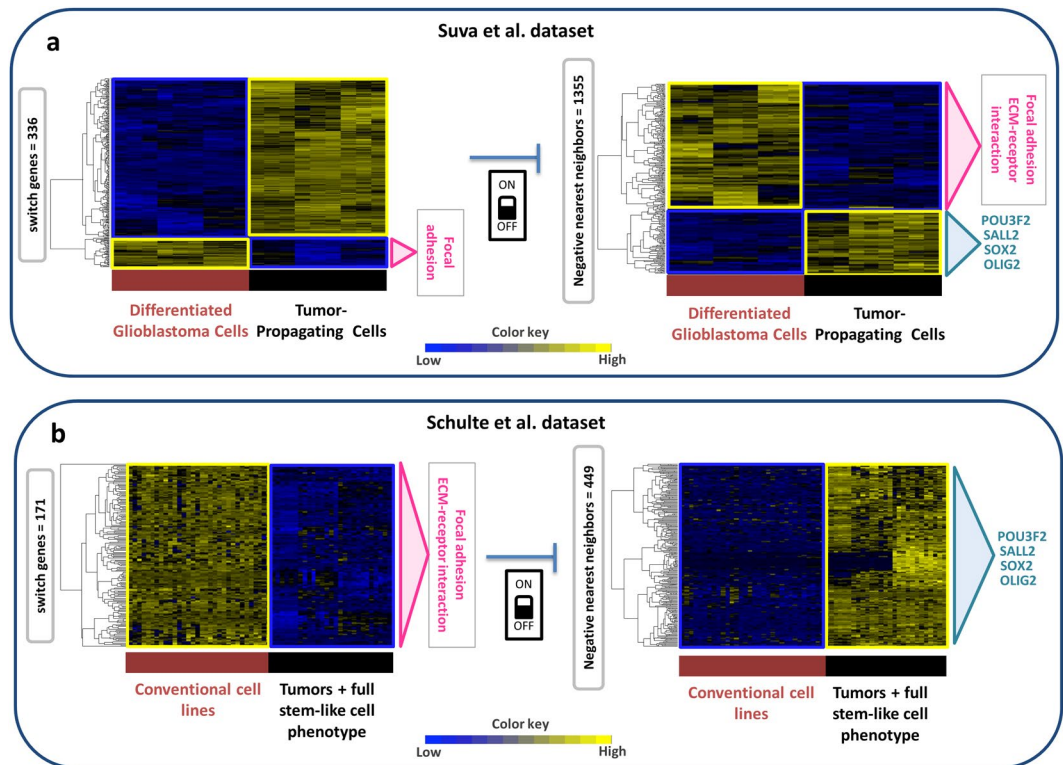 a
Suva et al. dataset
switch genes = 336
Focal
adhesion
Differentiated
Glioblastoma Cells
Tumor-
Propagating Cells
ON
OFF
Negative nearest neighbors = 1355
Focal adhesion
ECM-receptor
interaction
POU3F2
SALL2
SOX2
OLIG2
Differentiated
Glioblastoma Cells
Tumor-
Propagating Cells
Color key
Low
High
b
Schulte et al. dataset
switch genes = 171
Focal adhesion
ECM-receptor interaction
Conventional cell
lines
Tumors + full
stem-like cell
phenotype
ON
OFF
Negative nearest neighbors = 449
POU3F2
SALL2
SOX2
OLIG2
Conventional cell
lines
Tumors + full
stem-like cell
phenotype
Color key
Low
High